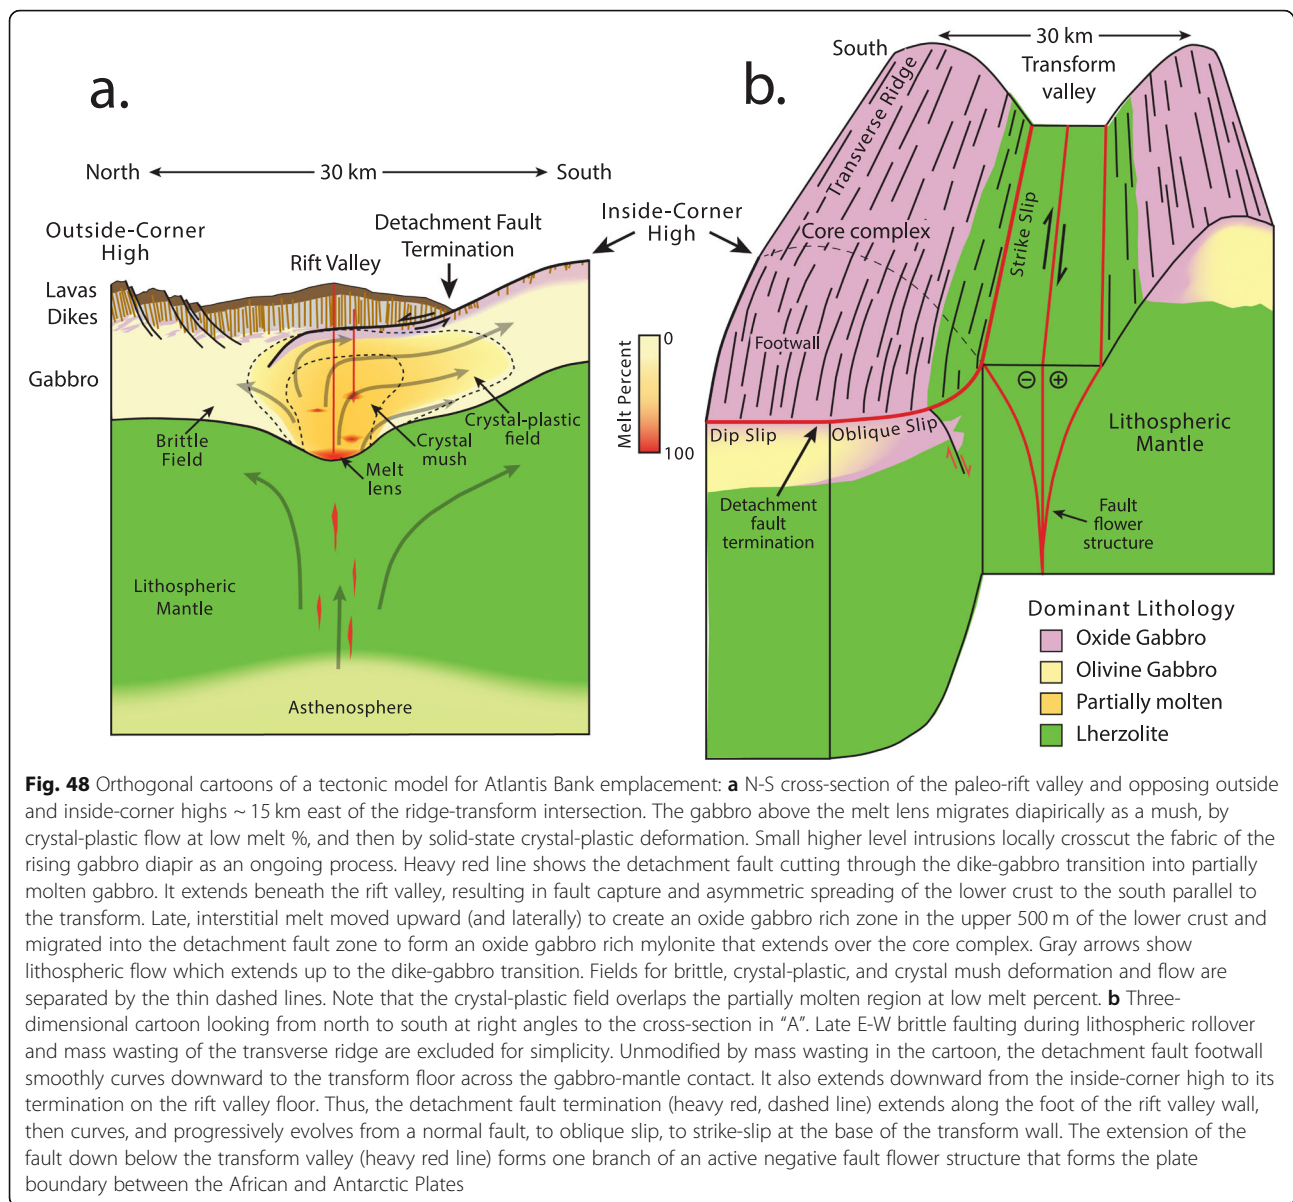 a.
North
30 km
South
Outside-Corner
High
Detachment Fault
Termination
Inside-Corner
High
Rift Valley
Lavas
Dikes
Gabbro
Brittle
Field
Crystal-plastic
field
Crystal
mush
Melt
lens
Lithospheric
Mantle
Asthenosphere
Melt Percent
0
100
b.
South
30 km
Transform
valley
Transverse Ridge
Core complex
Strike Slip
Footwall
Dip Slip
Oblique Slip
Detachment
fault
termination
− +
Lithospheric
Mantle
Fault
flower
structure
Dominant Lithology
Oxide Gabbro
Olivine Gabbro
Partially molten
Lherzolite
Fig. 48 Orthogonal cartoons of a tectonic model for Atlantis Bank emplacement: a N-S cross-section of the paleo-rift valley and opposing outside
and inside-corner highs ~ 15 km east of the ridge-transform intersection. The gabbro above the melt lens migrates diapirically as a mush, by
crystal-plastic flow at low melt %, and then by solid-state crystal-plastic deformation. Small higher level intrusions locally crosscut the fabric of the
rising gabbro diapir as an ongoing process. Heavy red line shows the detachment fault cutting through the dike-gabbro transition into partially
molten gabbro. It extends beneath the rift valley, resulting in fault capture and asymmetric spreading of the lower crust to the south parallel to
the transform. Late, interstitial melt moved upward (and laterally) to create an oxide gabbro rich zone in the upper 500 m of the lower crust and
migrated into the detachment fault zone to form an oxide gabbro rich mylonite that extends over the core complex. Gray arrows show
lithospheric flow which extends up to the dike-gabbro transition. Fields for brittle, crystal-plastic, and crystal mush deformation and flow are
separated by the thin dashed lines. Note that the crystal-plastic field overlaps the partially molten region at low melt percent. b Three-
dimensional cartoon looking from north to south at right angles to the cross-section in “A”. Late E-W brittle faulting during lithospheric rollover
and mass wasting of the transverse ridge are excluded for simplicity. Unmodified by mass wasting in the cartoon, the detachment fault footwall
smoothly curves downward to the transform floor across the gabbro-mantle contact. It also extends downward from the inside-corner high to its
termination on the rift valley floor. Thus, the detachment fault termination (heavy red, dashed line) extends along the foot of the rift valley wall,
then curves, and progressively evolves from a normal fault, to oblique slip, to strike-slip at the base of the transform wall. The extension of the
fault down below the transform valley (heavy red line) forms one branch of an active negative fault flower structure that forms the plate
boundary between the African and Antarctic Plates